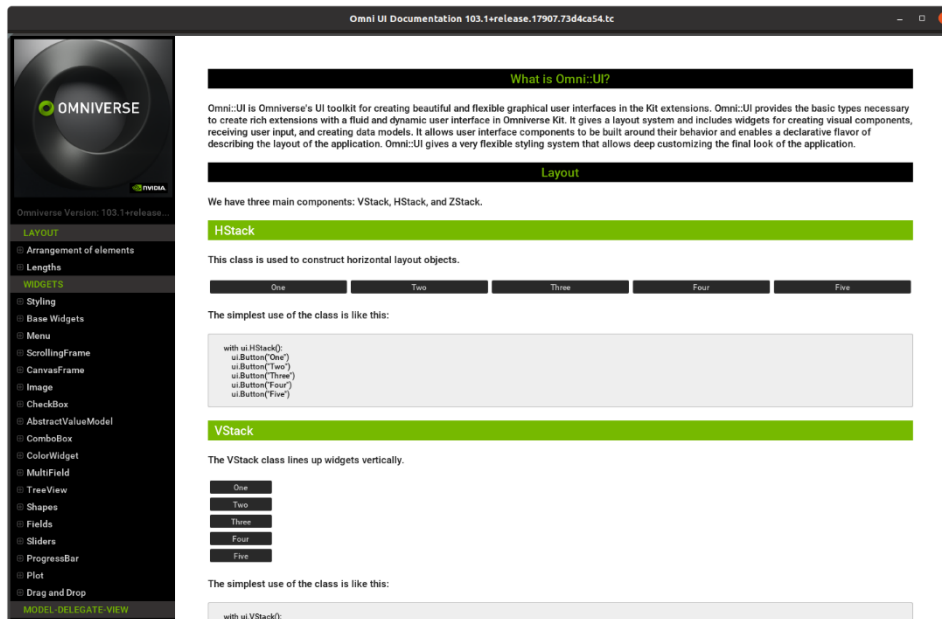 Omni UI Documentation 103.1+release.17907.73d4ca54.tc
OMNIVERSE
NVIDIA.
Omniverse Version: 103.1+release...
LAYOUT
Arrangement of elements
Lengths
WIDGETS
Styling
Base Widgets
Menu
ScrollingFrame
CanvasFrame
Image
CheckBox
AbstractValueModel
ComboBox
ColorWidget
MultiField
TreeView
Shapes
Fields
Sliders
ProgressBar
Plot
Drag and Drop
MODEL-DELEGATE-VIEW
What is Omni::UI?
Omni::UI is Omniverse's UI toolkit for creating beautiful and flexible graphical user interfaces in the Kit extensions. Omni::UI provides the basic types necessary
to create rich extensions with a fluid and dynamic user interface in Omniverse Kit. It gives a layout system and includes widgets for creating visual components,
receiving user input, and creating data models. It allows user interface components to be built around their behavior and enables a declarative flavor of
describing the layout of the application. Omni::UI gives a very flexible styling system that allows deep customizing the final look of the application.
Layout
We have three main components: VStack, HStack, and ZStack.
HStack
This class is used to construct horizontal layout objects.
One Two Three Four Five
The simplest use of the class is like this:
with ui.HStack():
ui.Button("One")
ui.Button("Two")
ui.Button("Three")
ui.Button("Four")
ui.Button("Five")
VStack
The VStack class lines up widgets vertically.
One
Two
Three
Four
Five
The simplest use of the class is like this:
with ui.VStack():